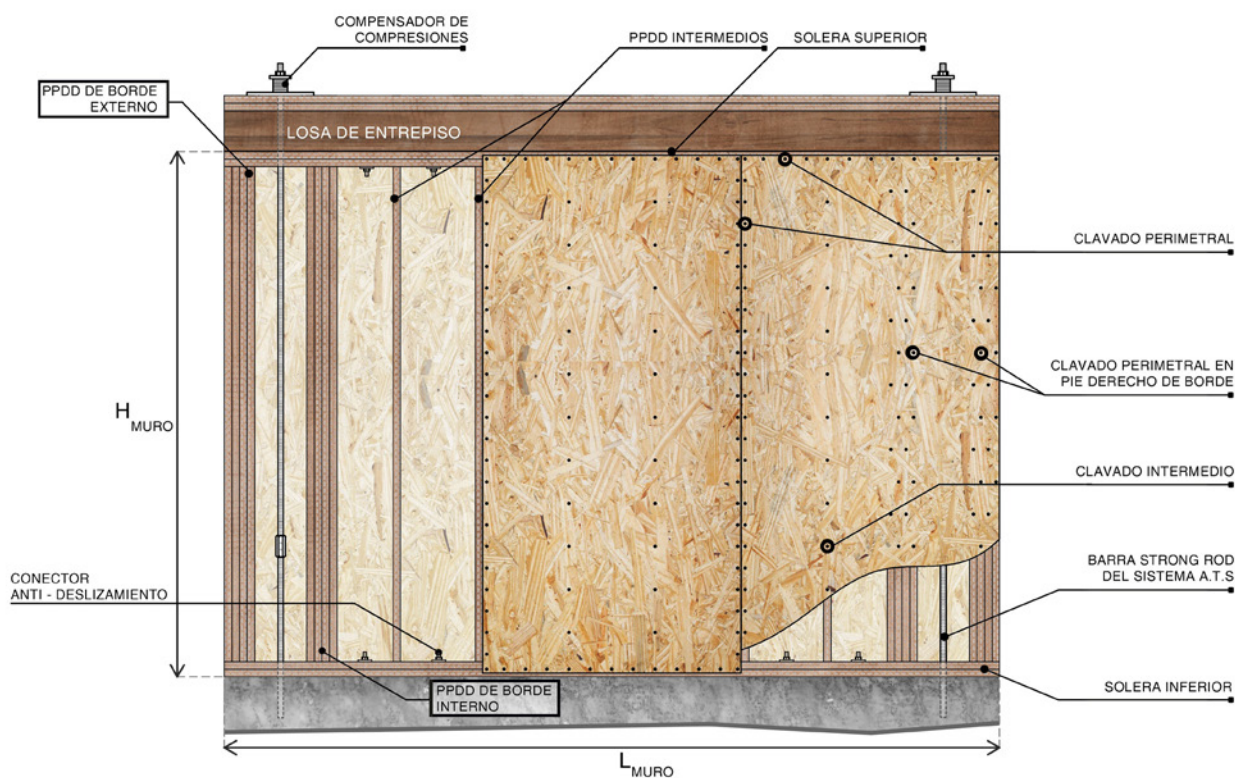 COMPENSADOR DE
COMPRESIONES
PPDD INTERMEDIOS
SOLERA SUPERIOR
PPDD DE BORDE
EXTERNO
LOSA DE ENTREPISO
CLAVADO PERIMETRAL
CLAVADO PERIMETRAL EN
PIE DERECHO DE BORDE
H MURO
CLAVADO INTERMEDIO
BARRA STRONG ROD
DEL SISTEMA A.T.S
CONECTOR
ANTI - DESLIZAMIENTO
PPDD DE BORDE
INTERNO
SOLERA INFERIOR
L MURO